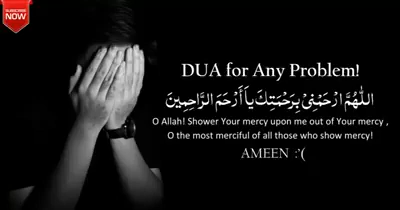 SUBSCRIBE
NOW
DUA for Any Problem!
اَللّٰهُمَّ ارْحَمْنِيْ بِرَحْمَتِكَ يَا أَرْحَمَ الرَّاحِمِينَ
O Allah! Shower Your mercy upon me out of Your mercy ,
O the most merciful of all those who show mercy!
AMEEN :'(